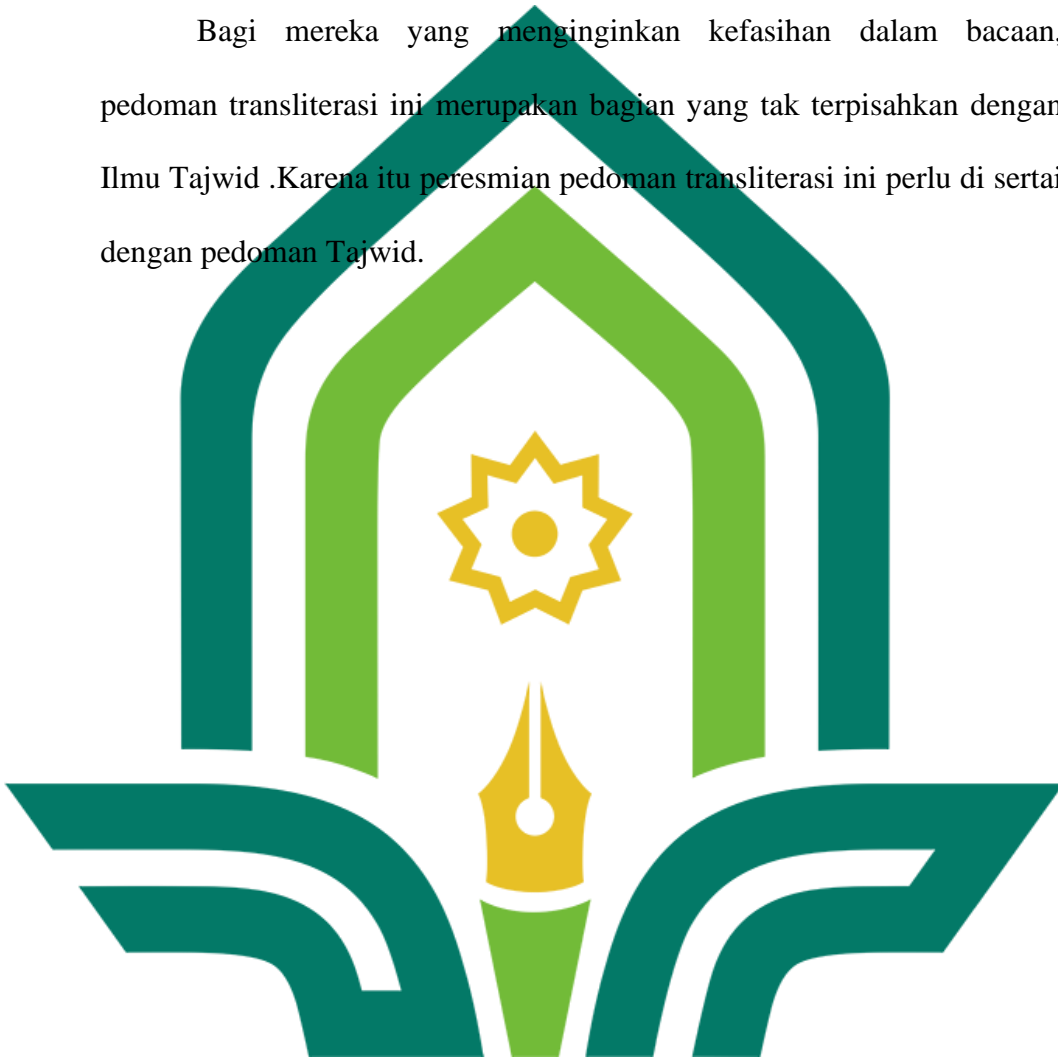 Bagi mereka yang menginginkan kefasihan dalam bacaan,
pedoman transliterasi ini merupakan bagian yang tak terpisahkan dengan
Ilmu Tajwid .Karena itu peresmian pedoman transliterasi ini perlu di sertai
dengan pedoman Tajwid.